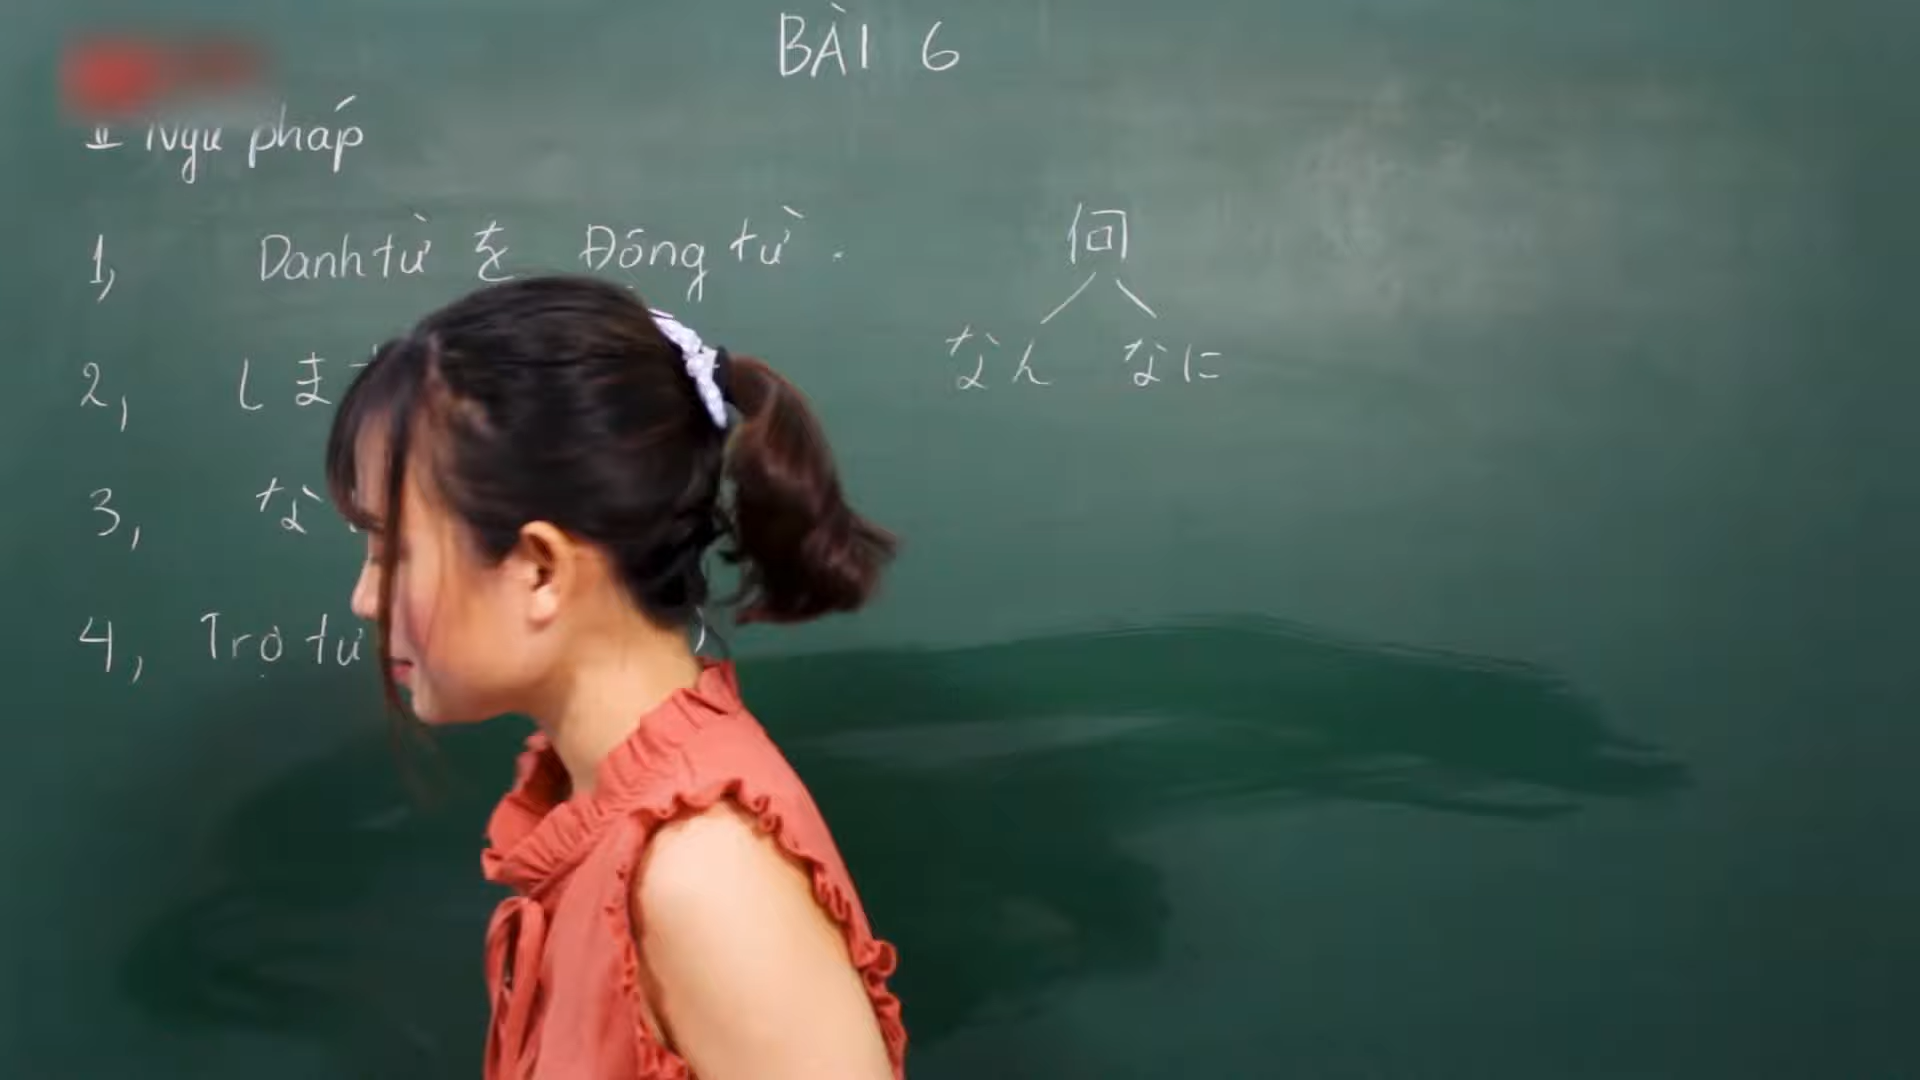 BÀI 6
II Ngữ pháp
1, Danh từ を Động từ.
何
なん なに
2, しま
3, な
4, Trợ từ